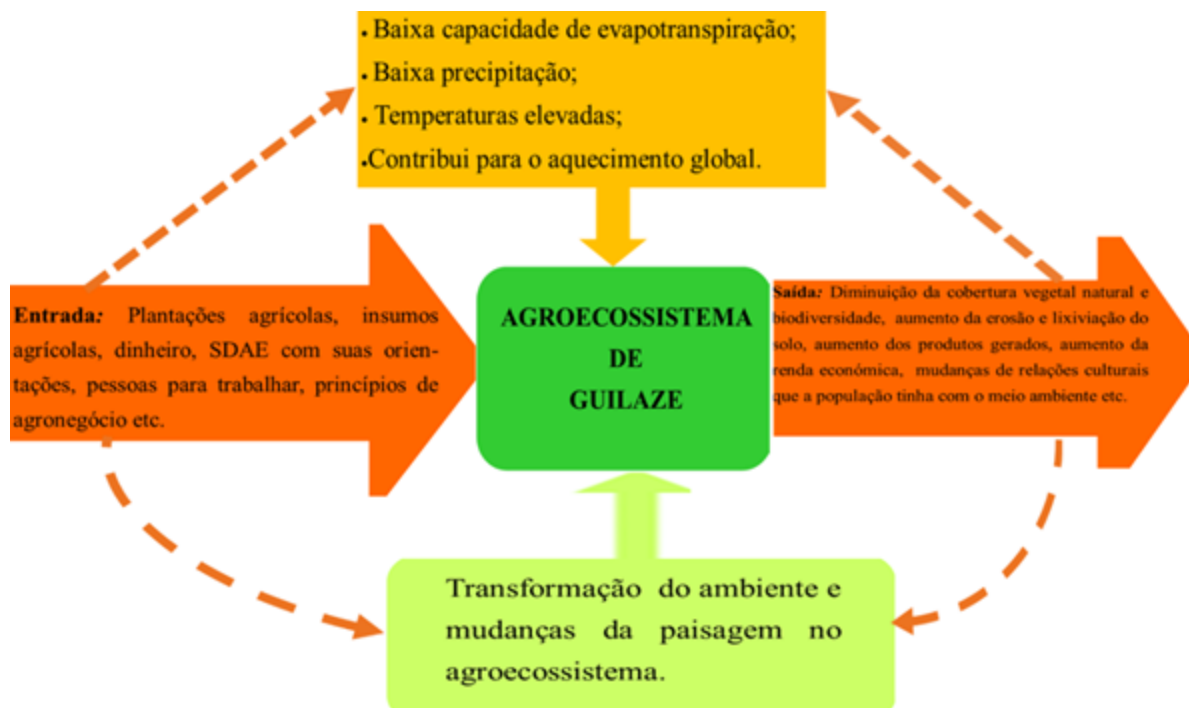 • Baixa capacidade de evapotranspiração;
• Baixa precipitação;
• Temperaturas elevadas;
•Contribui para o aquecimento global.
Entrada: Plantações agrícolas, insumos
agrícolas, dinheiro, SDAE com suas orien-
tações, pessoas para trabalhar, princípios de
agronegócio etc.
AGROECOSSISTEMA
DE
GUILAZE
Saída: Diminuição da cobertura vegetal natural e
biodiversidade, aumento da erosão e lixiviação do
solo, aumento dos produtos gerados, aumento da
renda económica, mudanças de relações culturais
que a população tinha com o meio ambiente etc.
Transformação do ambiente e
mudanças da paisagem no
agroecossistema.